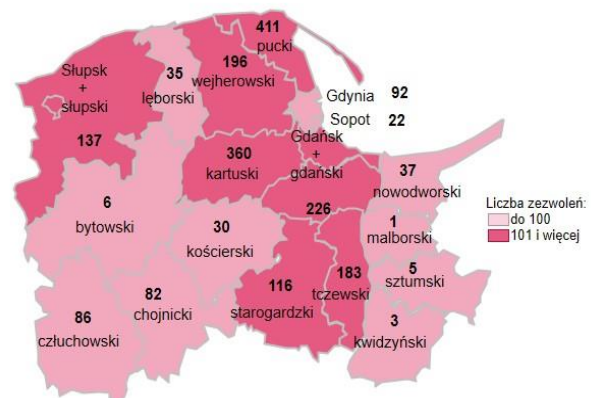 411
pucki
196
wejherowski
35
lęborski
Słupsk
+
słupski
137
Gdynia 92
Sopot 22
Gdańsk
+
gdański
226
360
kartuski
37
nowodworski
6
bytowski
30
kościerski
1
malborski
5
sztumski
116
starogardzki
183
tczewski
82
chojnicki
86
człuchowski
3
kwidzyński
Liczba zezwoleń:
do 100
101 i więcej